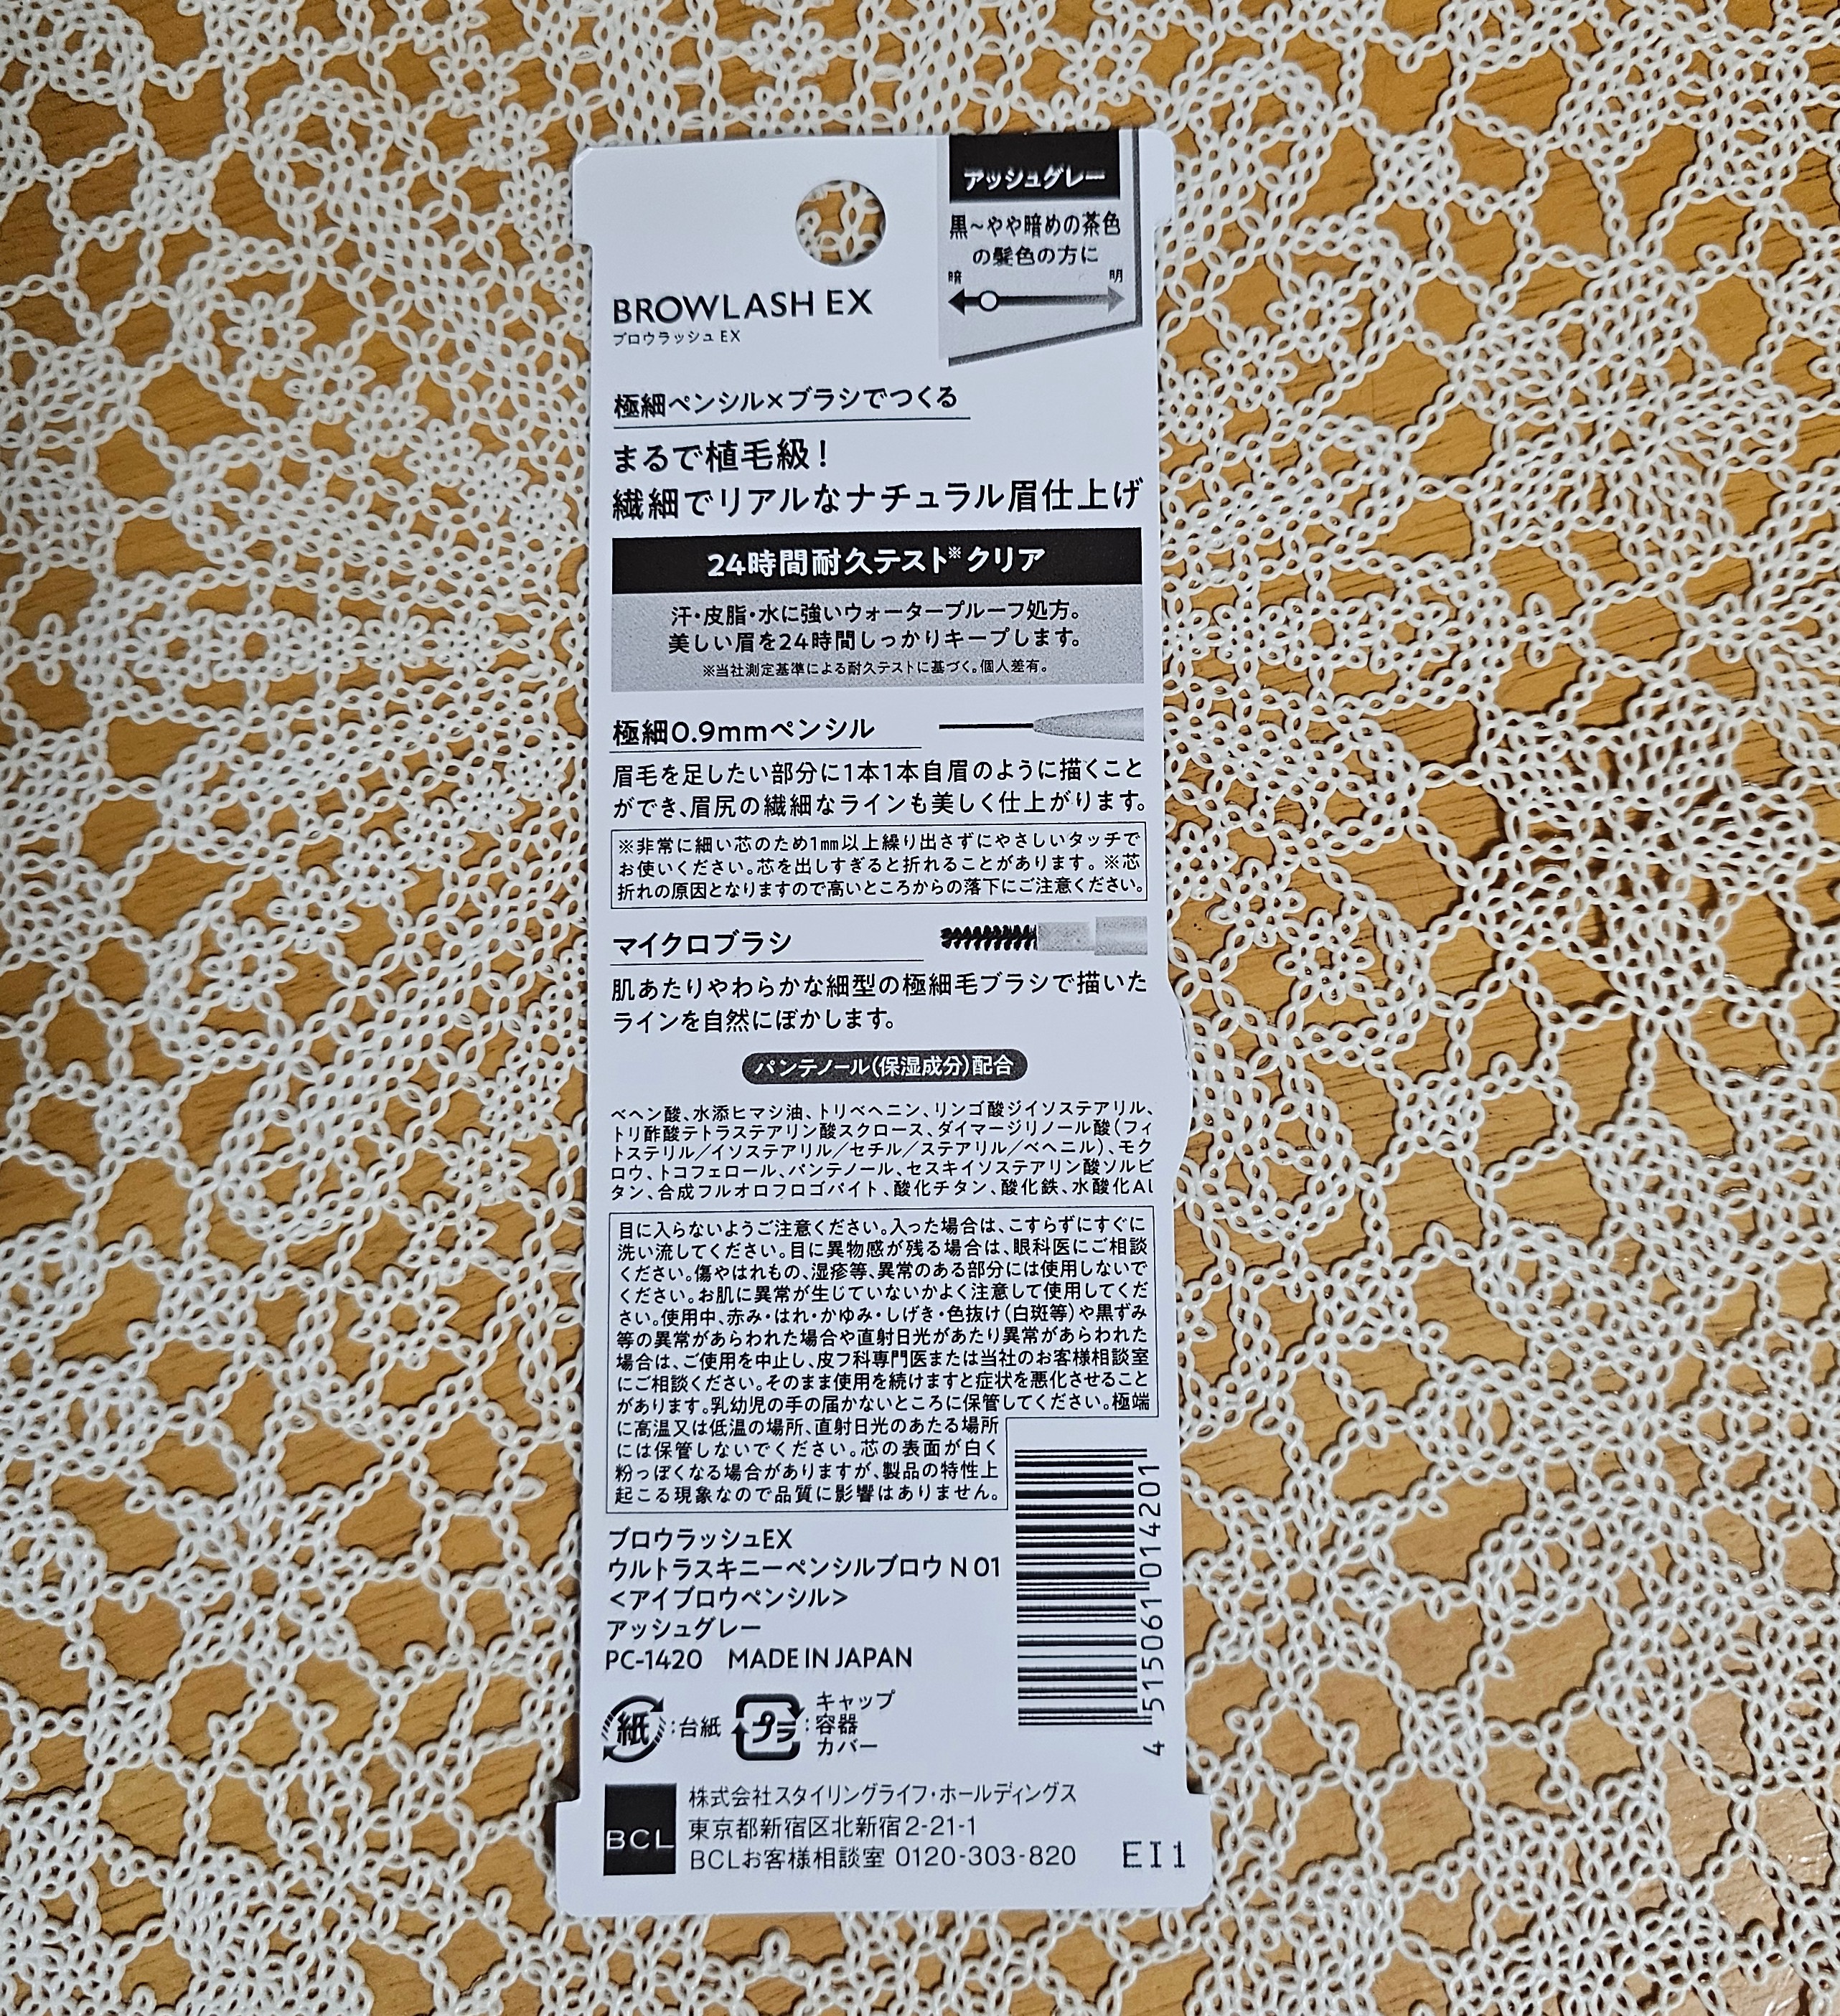 アッシュグレー
黒～やや暗めの茶色
の髪色の方に
暗 明
BROWLASH EX
ブロウラッシュ EX
極細ペンシル×ブラシでつくる
まるで植毛級！
繊細でリアルなナチュラル眉仕上げ
24時間耐久テスト※クリア
汗・皮脂・水に強いウォータープルーフ処方。
美しい眉を24時間しっかりキープします。
※当社測定基準による耐久テストに基づく。個人差有。
極細0.9mmペンシル
眉毛を足したい部分に1本1本自眉のように描くこと
ができ、眉尻の繊細なラインも美しく仕上がります。
※非常に細い芯のため1㎜以上繰り出さずにやさしいタッチで
お使いください。芯を出しすぎると折れることがあります。※芯
折れの原因となりますので高いところからの落下にご注意ください。
マイクロブラシ
肌あたりやわらかな細型の極細毛ブラシで描いた
ラインを自然にぼかします。
パンテノール（保湿成分）配合
ベヘン酸、水添ヒマシ油、トリベヘニン、リンゴ酸ジイソステアリル、
トリ酢酸テトラステアリン酸スクロース、ダイマージリノール酸（フィ
トステリル／イソステアリル／セチル／ステアリル／ベヘニル）、モク
ロウ、トコフェロール、パンテノール、セスキイソステアリン酸ソルビ
タン、合成フルオロフロゴパイト、酸化チタン、酸化鉄、水酸化Al
目に入らないようご注意ください。入った場合は、こすらずにすぐに
洗い流してください。目に異物感が残る場合は、眼科医にご相談
ください。傷やはれもの、湿疹等、異常のある部分には使用しないで
ください。お肌に異常が生じていないかよく注意して使用してくだ
さい。使用中、赤み・はれ・かゆみ・しげき・色抜け（白斑等）や黒ずみ
等の異常があらわれた場合や直射日光があたり異常があらわれた
場合は、ご使用を中止し、皮フ科専門医または当社のお客様相談室
にご相談ください。そのまま使用を続けますと症状を悪化させること
があります。乳幼児の手の届かないところに保管してください。極端
に高温又は低温の場所、直射日光のあたる場所
には保管しないでください。芯の表面が白く
粉っぽくなる場合がありますが、製品の特性上
起こる現象なので品質に影響はありません。
ブロウラッシュEX
ウルトラスキニーペンシルブロウ N 01
<アイブロウペンシル>
アッシュグレー
PC-1420 MADE IN JAPAN
4 515061 014201
紙:台紙 プラ:キャップ
容器
カバー
BCL
株式会社スタイリングライフ・ホールディングス
東京都新宿区北新宿2-21-1
BCLお客様相談室 0120-303-820
EI1